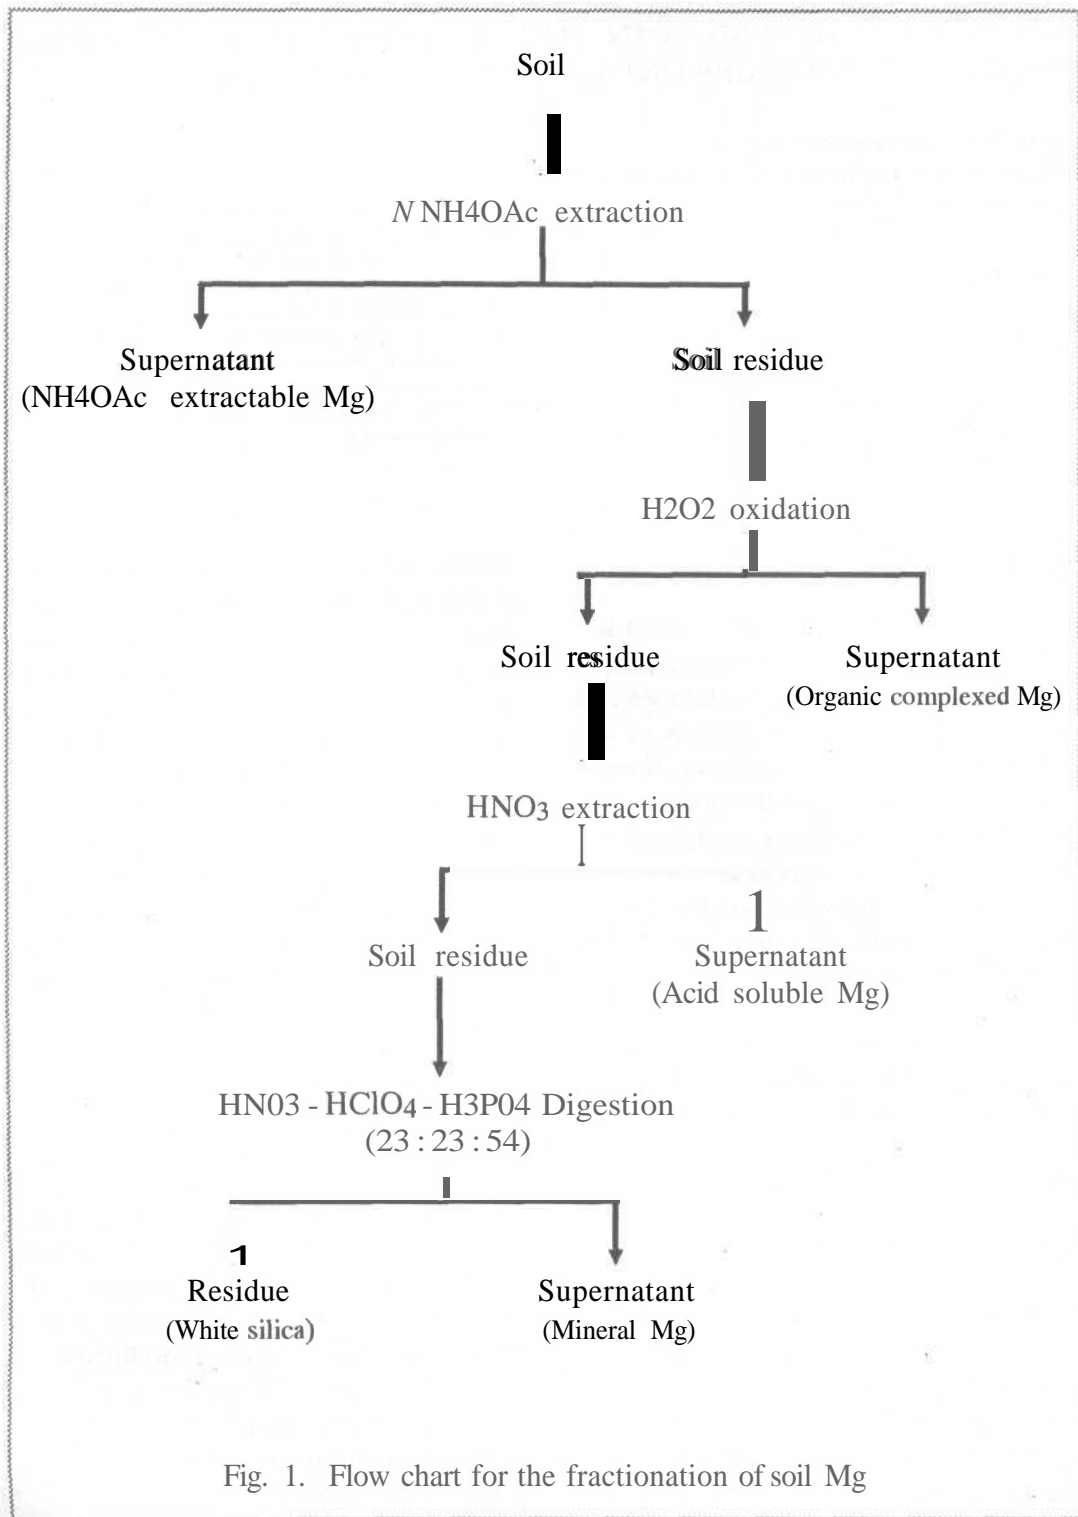 Soil
N NH4OAc extraction
Supernatant
(NH4OAc extractable Mg)
Soil residue
H2O2 oxidation
Soil residue
Supernatant
(Organic complexed Mg)
HNO3 extraction
1
Soil residue
Supernatant
(Acid soluble Mg)
HN03 - HClO4 - H3P04 Digestion
(23 : 23 : 54)
1
Residue
(White silica)
Supernatant
(Mineral Mg)
Fig. 1. Flow chart for the fractionation of soil Mg